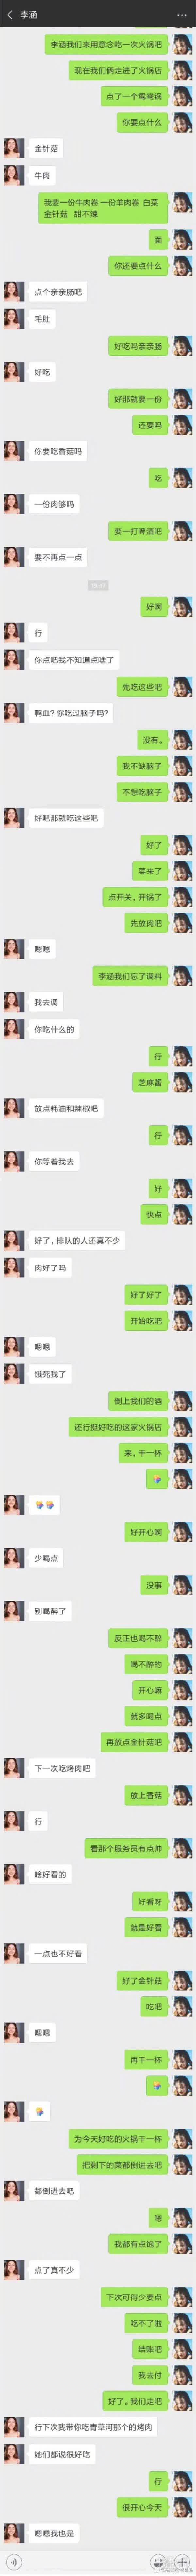 李涵
李涵我们来用意念吃一次火锅吧
现在我们俩走进了火锅店
点了一个鸳鸯锅
你要点什么
金针菇
牛肉
我要一份牛肉卷 一份羊肉卷 白菜
金针菇 甜不辣
面
你还要点什么
点个亲亲肠吧
毛肚
好吃吗亲亲肠
好吃
好那就要一份
还要吗
你要吃香菇吗
吃
一份肉够吗
要一打啤酒吧
要不再点一点
好啊
行
你点吧我不知道点啥了
先吃这些吧
鸭血?你吃过脑子吗?
没有。
我不缺脑子
不想吃脑子
好吧那就吃这些吧
好了
菜来了
点开关,开锅了
先放肉吧
嗯嗯
李涵我们忘了调料
我去调
你吃什么的
行
芝麻酱
放点耗油和辣椒吧
行
你等着我去
好
快点
好了,排队的人还真不少
肉好了吗
好了好了
开始吃吧
嗯嗯
饿死我了
倒上我们的酒
还行挺好吃的这家火锅店
来,干一杯
🍻
🍻🍻
好开心啊
少喝点
没事
别喝醉了
反正也喝不醉
喝不醉的
开心嘛
就多喝点
再放点金针菇吧
下一次吃烤肉吧
放上香菇
行
看那个服务员有点帅
啥好看的
好看呀
就是好看
一点也不好看
好了金针菇
吃吧
嗯嗯
再干一杯
🍻
🍻
为今天好吃的火锅干一杯
把剩下的菜都倒进去吧
都倒进去吧
嗯
我都有点饱了
点了真不少
下次可得少要点
吃不了啦
结账吧
我去付
好了。我们走吧
行下次我带你吃青草河那个的烤肉
她们都说很好吃
行
很开心今天
嗯嗯我也是